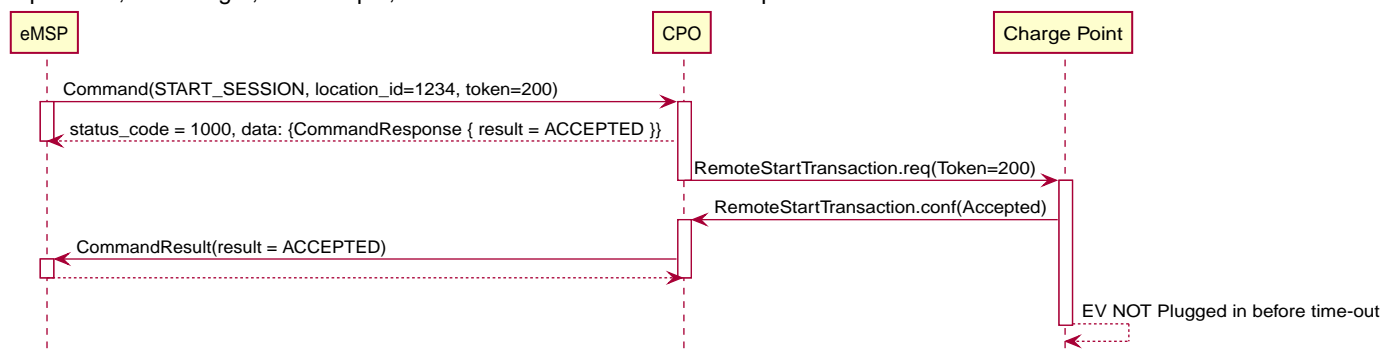 eMSP
CPO
Charge Point
Command(START_SESSION, location_id=1234, token=200)
status_code = 1000, data: {CommandResponse { result = ACCEPTED }}
RemoteStartTransaction.req(Token=200)
RemoteStartTransaction.conf(Accepted)
CommandResult(result = ACCEPTED)
EV NOT Plugged in before time-out